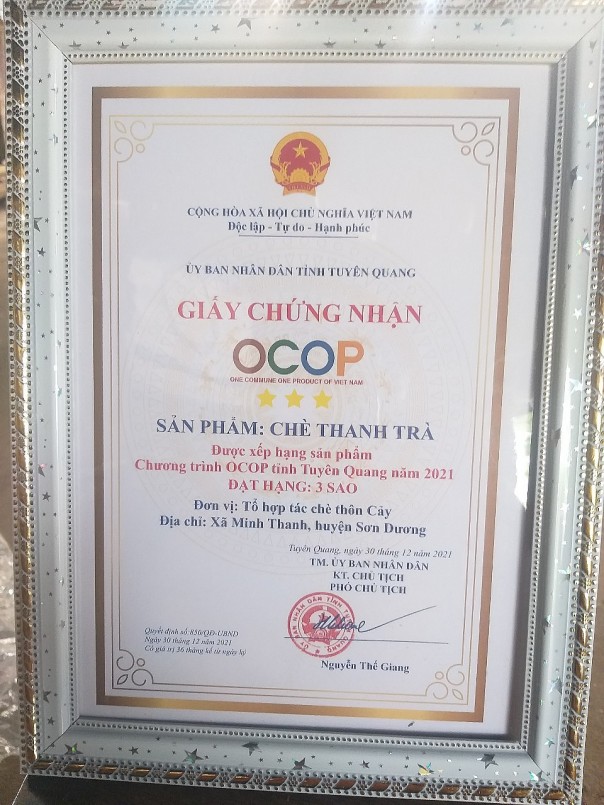 CỘNG HÒA XÃ HỘI CHỦ NGHĨA VIỆT NAM
Độc lập - Tự do - Hạnh phúc
ỦY BAN NHÂN DÂN TỈNH TUYÊN QUANG
GIẤY CHỨNG NHẬN
OCOP
ONE COMMUNE ONE PRODUCT OF VIET NAM
SẢN PHẨM: CHÈ THANH TRÀ
Được xếp hạng sản phẩm
Chương trình OCOP tỉnh Tuyên Quang năm 2021
ĐẠT HẠNG: 3 SAO
Đơn vị: Tổ hợp tác chè thôn Cảy
Địa chỉ: Xã Minh Thanh, huyện Sơn Dương
Tuyên Quang, ngày 30 tháng 12 năm 2021
TM. ỦY BAN NHÂN DÂN
KT. CHỦ TỊCH
PHÓ CHỦ TỊCH
Quyết định số 850/QĐ-UBND
Ngày 30 tháng 12 năm 2021
Có giá trị 36 tháng kể từ ngày ký
Nguyễn Thế Giang